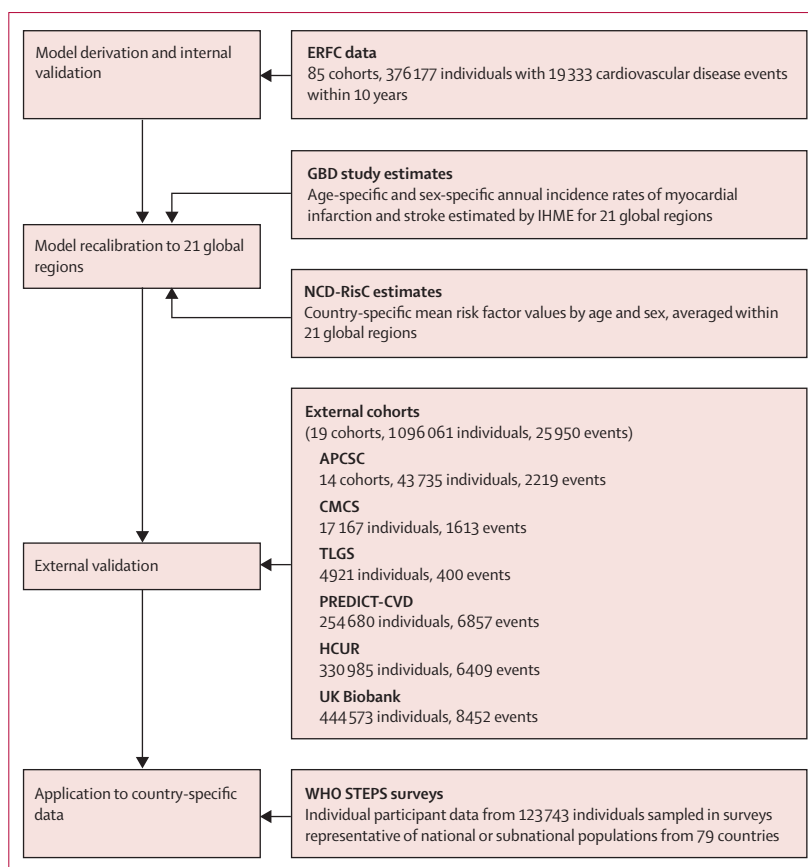 Model derivation and internal
validation
ERFC data
85 cohorts, 376 177 individuals with 19 333 cardiovascular disease events
within 10 years
GBD study estimates
Age-specific and sex-specific annual incidence rates of myocardial
infarction and stroke estimated by IHME for 21 global regions
Model recalibration to 21 global
regions
NCD-RisC estimates
Country-specific mean risk factor values by age and sex, averaged within
21 global regions
External cohorts
(19 cohorts, 1 096 061 individuals, 25 950 events)
APCSC
14 cohorts, 43 735 individuals, 2219 events
CMCS
17 167 individuals, 1613 events
TLGS
4921 individuals, 400 events
PREDICT-CVD
254 680 individuals, 6857 events
HCUR
330 985 individuals, 6409 events
UK Biobank
444 573 individuals, 8452 events
External validation
Application to country-specific
data
WHO STEPS surveys
Individual participant data from 123 743 individuals sampled in surveys
representative of national or subnational populations from 79 countries